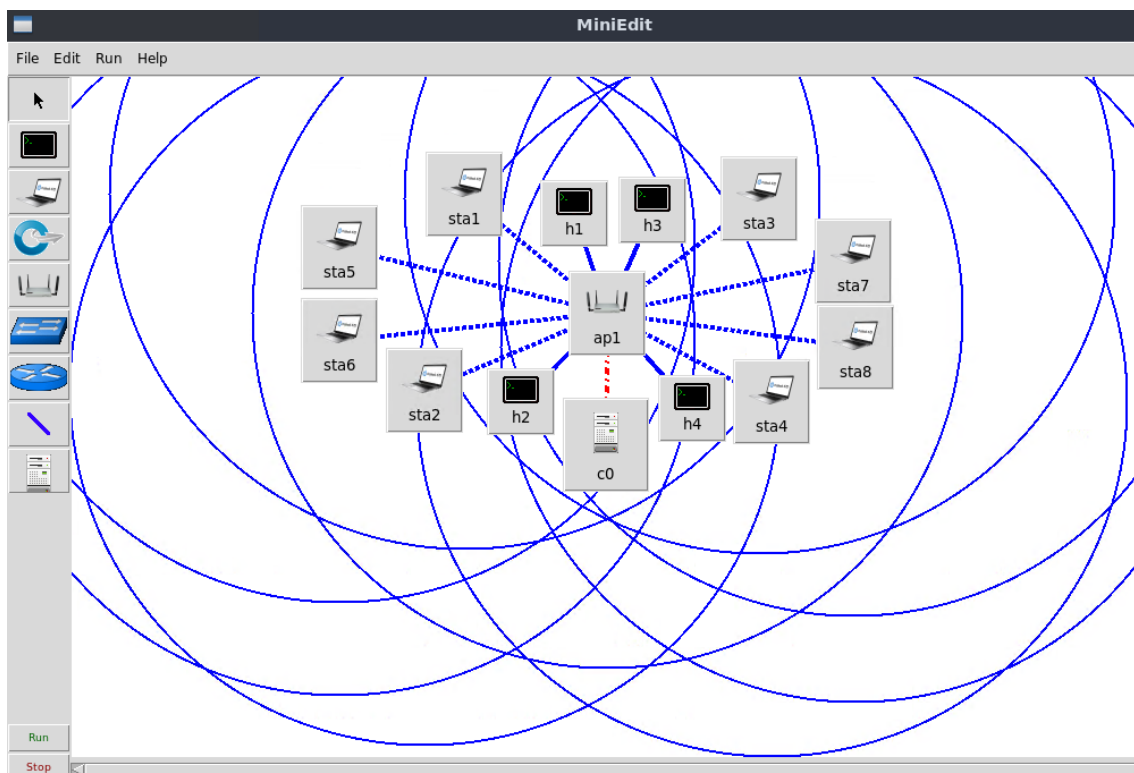 MiniEdit
File Edit Run Help
sta1
h1
h3
sta3
sta5
sta7
ap1
sta6
sta8
sta2
h2
h4
sta4
c0
Run
Stop